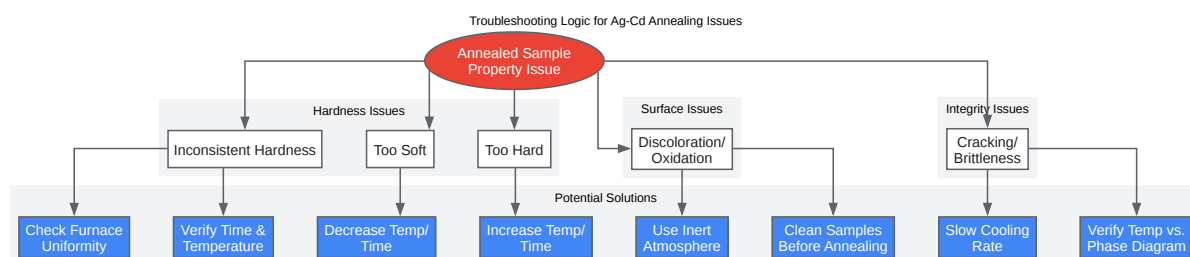 Troubleshooting Logic for Ag-Cd Annealing Issues
Annealed Sample
Property Issue
Hardness Issues
Surface Issues
Integrity Issues
Inconsistent Hardness
Too Soft
Too Hard
Discoloration/
Oxidation
Cracking/
Brittleness
Potential Solutions
Check Furnace
Uniformity
Verify Time &
Temperature
Decrease Temp/
Time
Increase Temp/
Time
Use Inert
Atmosphere
Clean Samples
Before Annealing
Slow Cooling
Rate
Verify Temp vs.
Phase Diagram